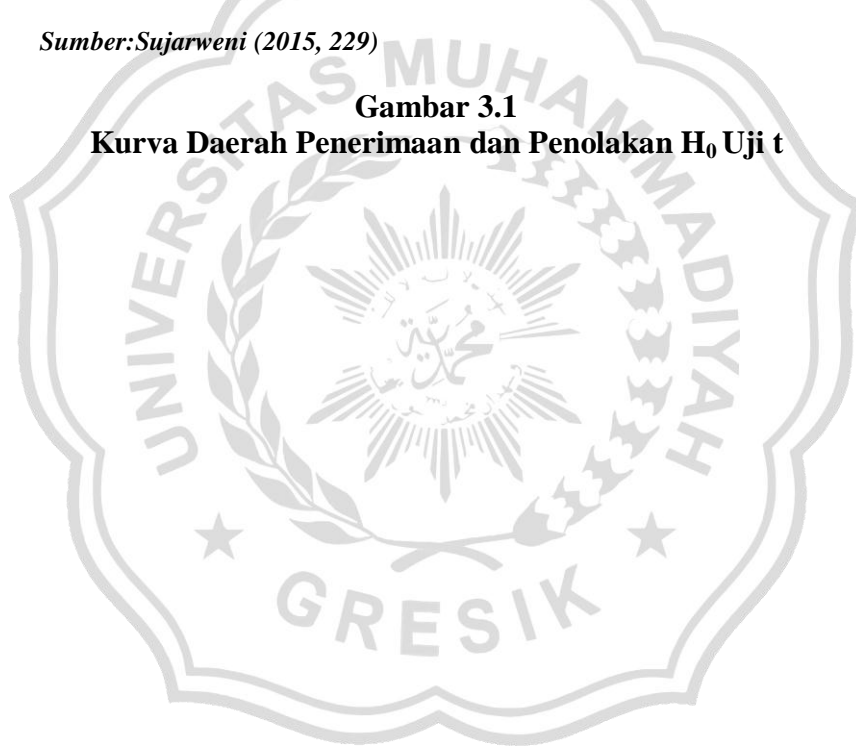 Sumber:Sujarweni (2015, 229)
Gambar 3.1
Kurva Daerah Penerimaan dan Penolakan H₀ Uji t
UNIVERSITAS MUHAMMADIYAH
GRESIK